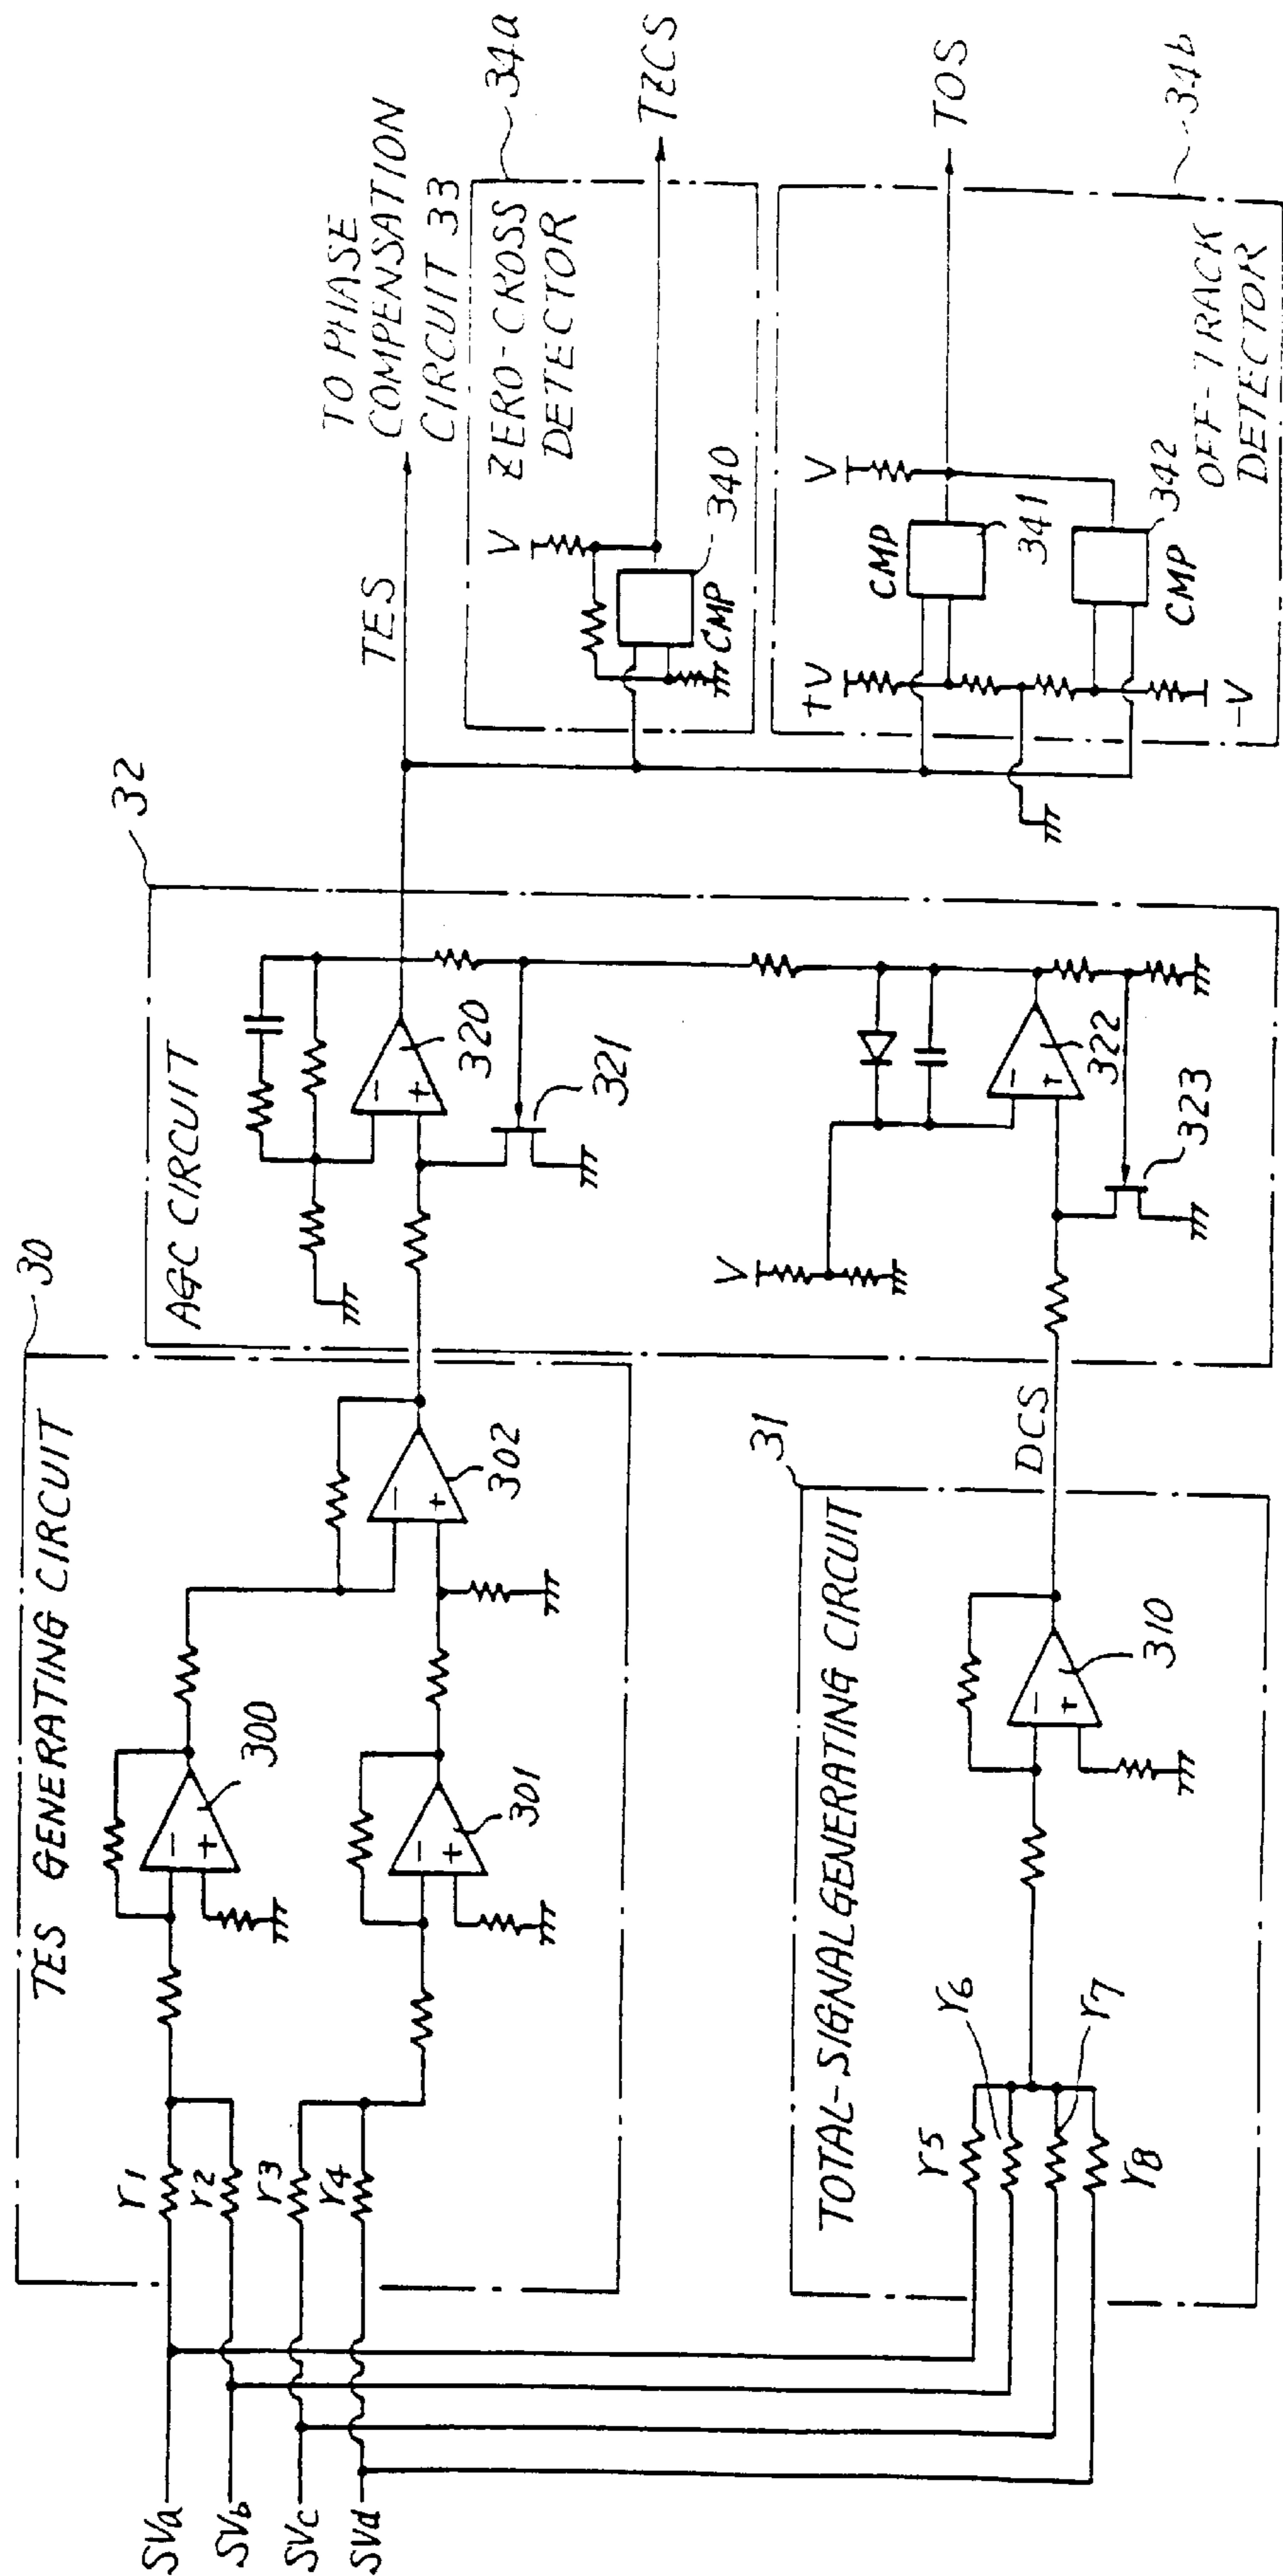 SVa
SVb
SVc
SVd
TES GENERATING CIRCUIT
30
r1
r2
r3
r4
300
301
302
-
+
-
+
-
+
TOTAL-SIGNAL GENERATING CIRCUIT
31
r5
r6
r7
r8
310
-
+
DCS
AGC CIRCUIT
32
-
+
320
321
V
-
+
322
323
TES
TO PHASE
COMPENSATION
CIRCUIT 33
34a
ZERO-CROSS
DETECTOR
V
340
CMP
TZCS
34b
+V
-V
V
CMP
341
342
CMP
OFF-TRACK
DETECTOR
TOS